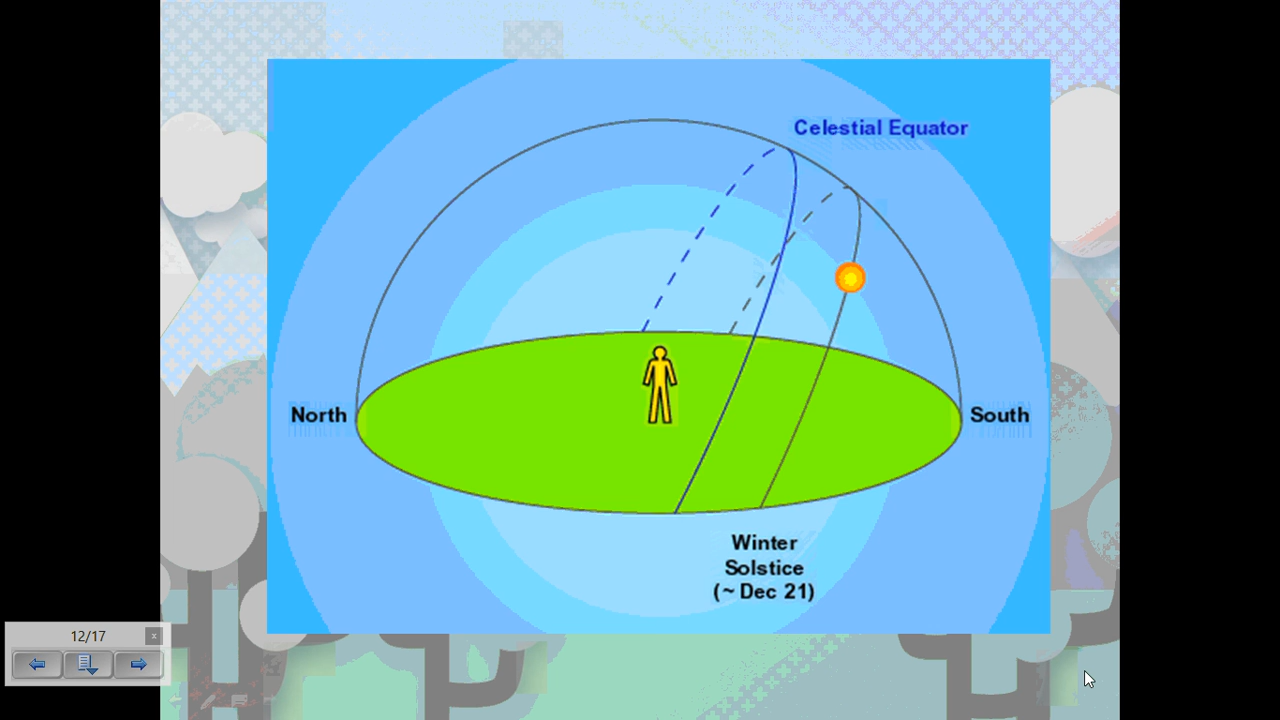 Celestial Equator
North
South
Winter
Solstice
(~ Dec 21)
12/17
x